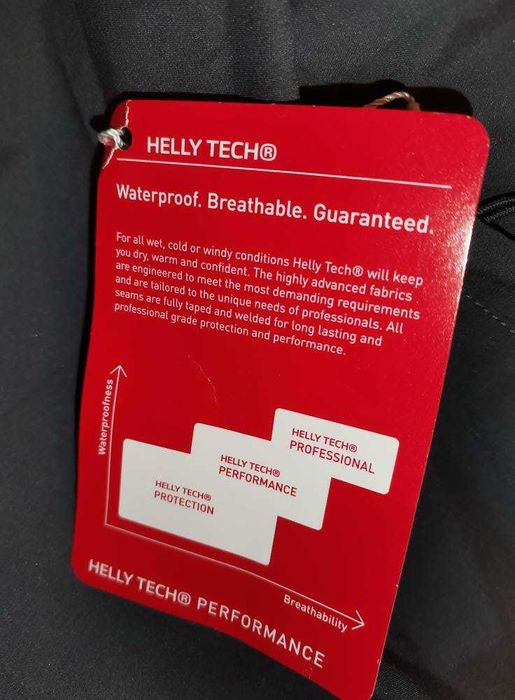 HELLY TECH®
Waterproof. Breathable. Guaranteed.
For all wet, cold or windy conditions Helly Tech® will keep
you dry, warm and confident. The highly advanced fabrics
are engineered to meet the most demanding requirements
and are tailored to the unique needs of professionals. All
seams are fully taped and welded for long lasting and
professional grade protection and performance.
Waterproofness
HELLY TECH®
PROFESSIONAL
HELLY TECH®
PERFORMANCE
HELLY TECH®
PROTECTION
Breathability
HELLY TECH® PERFORMANCE